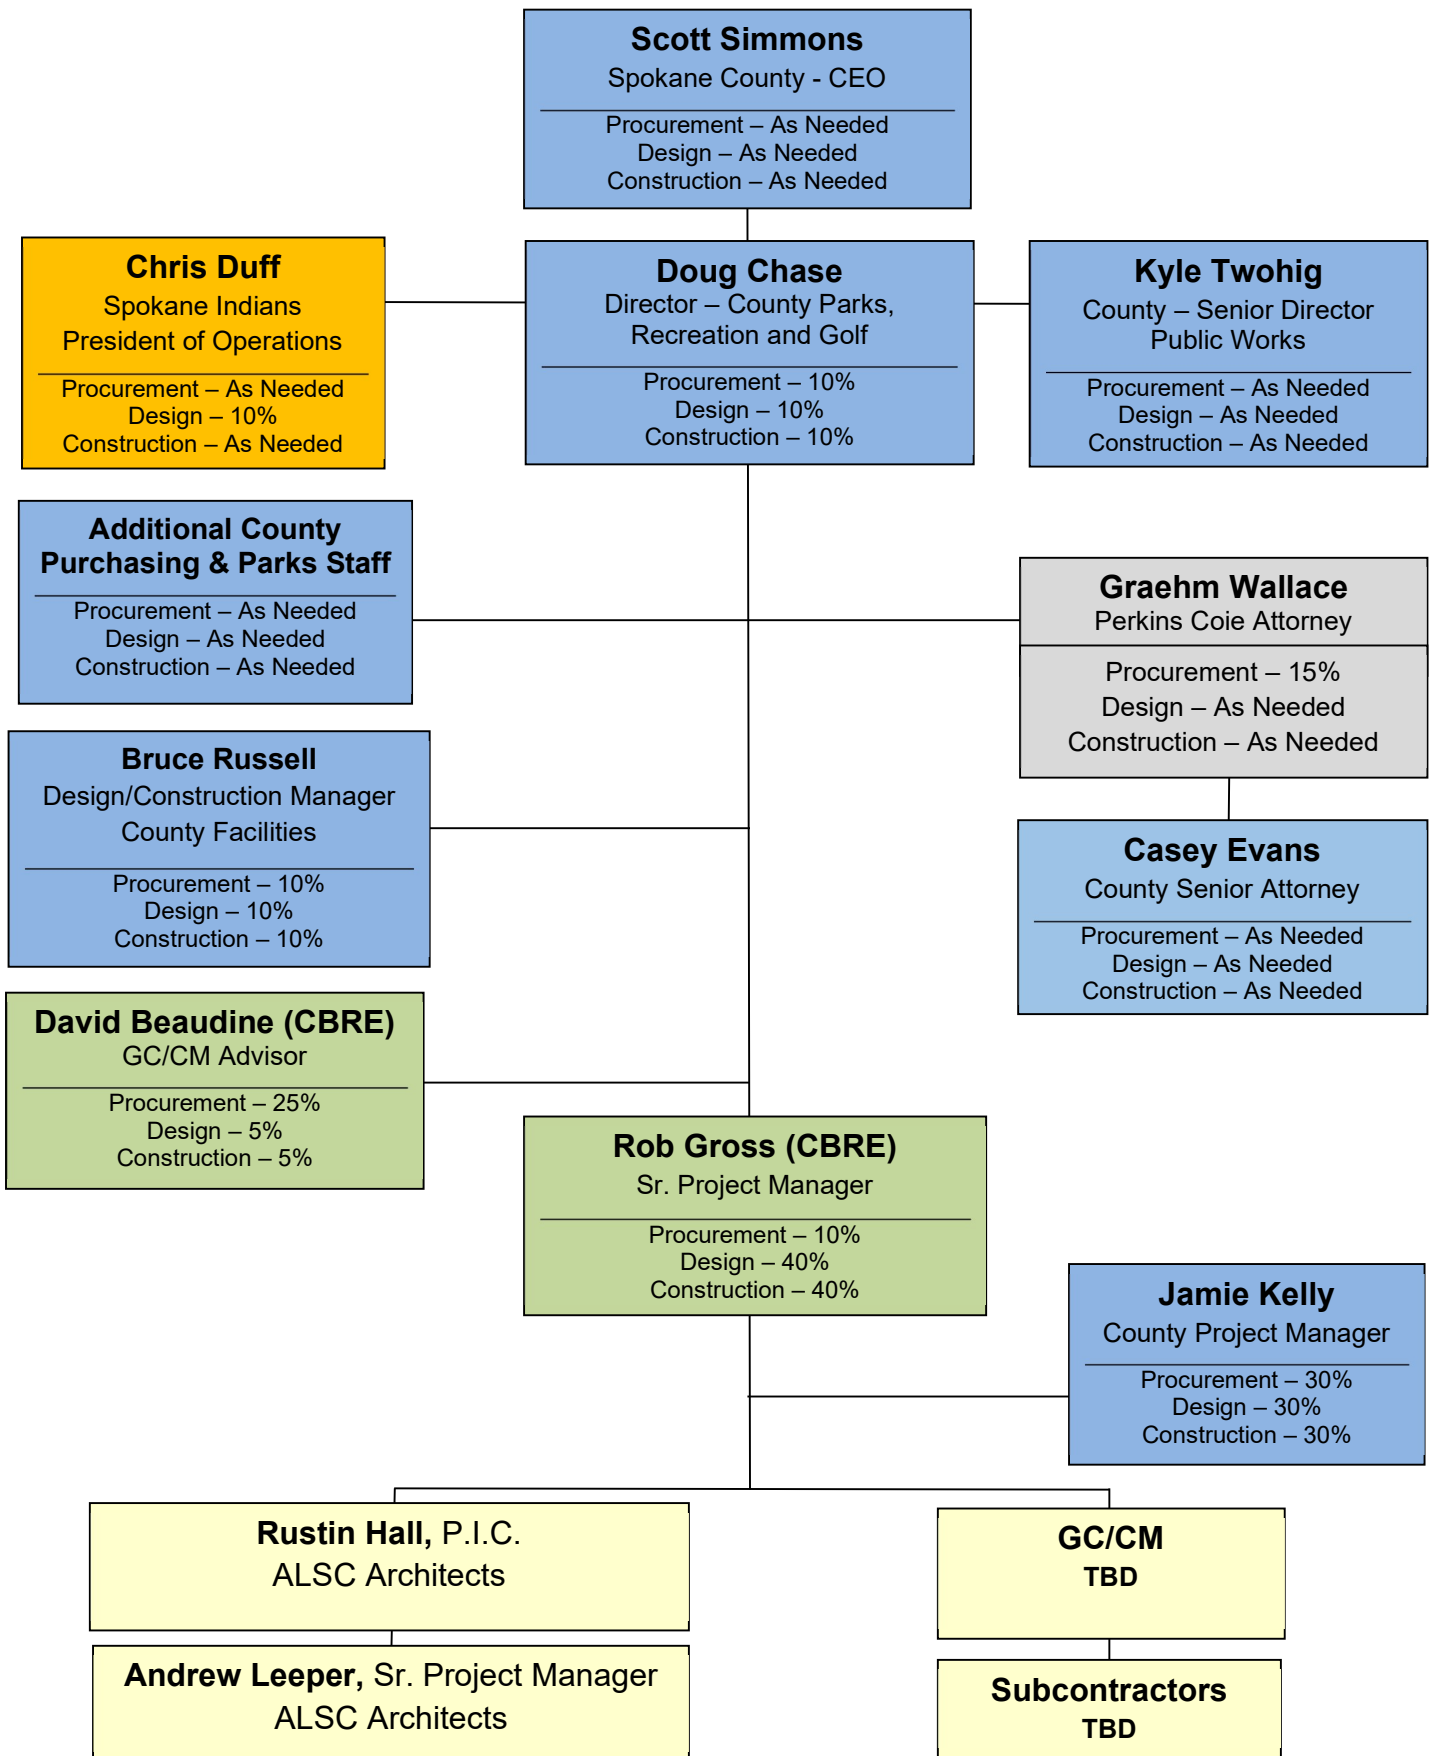 Scott Simmons
Spokane County - CEO
Procurement – As Needed
Design – As Needed
Construction – As Needed
Chris Duff
Spokane Indians
President of Operations
Procurement – As Needed
Design – 10%
Construction – As Needed
Doug Chase
Director – County Parks,
Recreation and Golf
Procurement – 10%
Design – 10%
Construction – 10%
Kyle Twohig
County – Senior Director
Public Works
Procurement – As Needed
Design – As Needed
Construction – As Needed
Additional County
Purchasing & Parks Staff
Procurement – As Needed
Design – As Needed
Construction – As Needed
Graehm Wallace
Perkins Coie Attorney
Procurement – 15%
Design – As Needed
Construction – As Needed
Bruce Russell
Design/Construction Manager
County Facilities
Procurement – 10%
Design – 10%
Construction – 10%
Casey Evans
County Senior Attorney
Procurement – As Needed
Design – As Needed
Construction – As Needed
David Beaudine (CBRE)
GC/CM Advisor
Procurement – 25%
Design – 5%
Construction – 5%
Rob Gross (CBRE)
Sr. Project Manager
Procurement – 10%
Design – 40%
Construction – 40%
Jamie Kelly
County Project Manager
Procurement – 30%
Design – 30%
Construction – 30%
Rustin Hall, P.I.C.
ALSC Architects
GC/CM
TBD
Andrew Leeper, Sr. Project Manager
ALSC Architects
Subcontractors
TBD